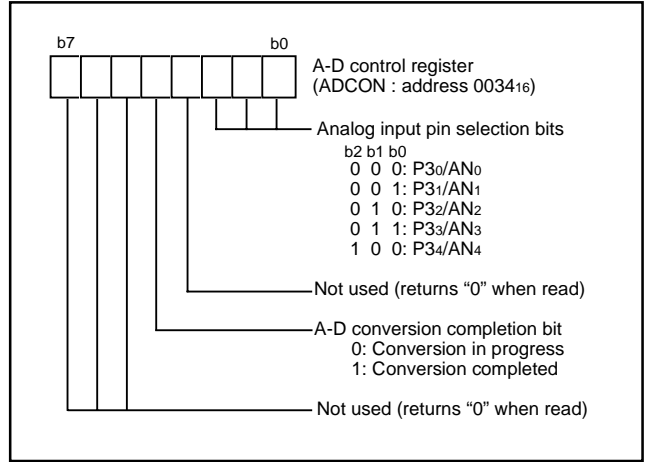 b7 b0
A-D control register
(ADCON : address 003416)
Analog input pin selection bits
b2 b1 b0
0 0 0: P30/AN0
0 0 1: P31/AN1
0 1 0: P32/AN2
0 1 1: P33/AN3
1 0 0: P34/AN4
Not used (returns “0” when read)
A-D conversion completion bit
0: Conversion in progress
1: Conversion completed
Not used (returns “0” when read)